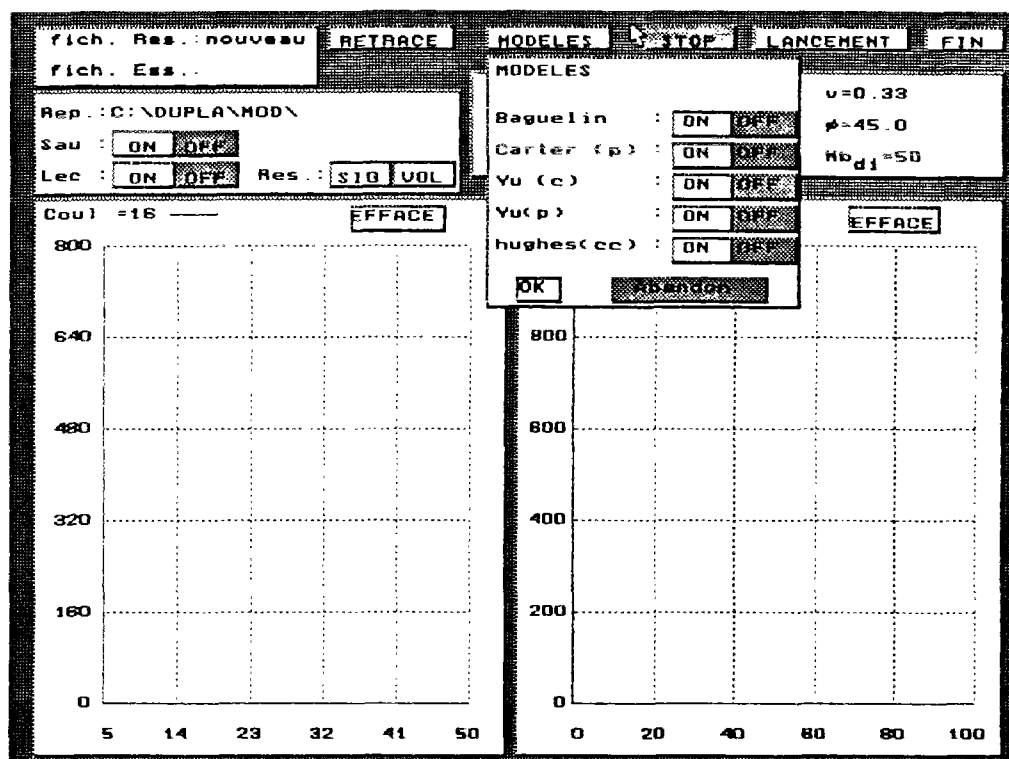 fich. Res.:nouveau RETRACE MODELES STOP LANCEMENT FIN
fich. Ess.:
Rep.:C:\DUPLA\MOD\
Sau : ON OFF
Lec : ON OFF Res.: SIG VOL
MODELES
Baguelin : ON OFF
Carter (p) : ON OFF
Yu (c) : ON OFF
Yu(p) : ON OFF
hughes(cc) : ON OFF
OK Abandon
υ=0.33
ø=45.0
Nb di=50
Coul =16
EFFACE
800
640
480
320
160
0
5 14 23 32 41 50
EFFACE
800
600
400
200
0
0 20 40 60 80 100